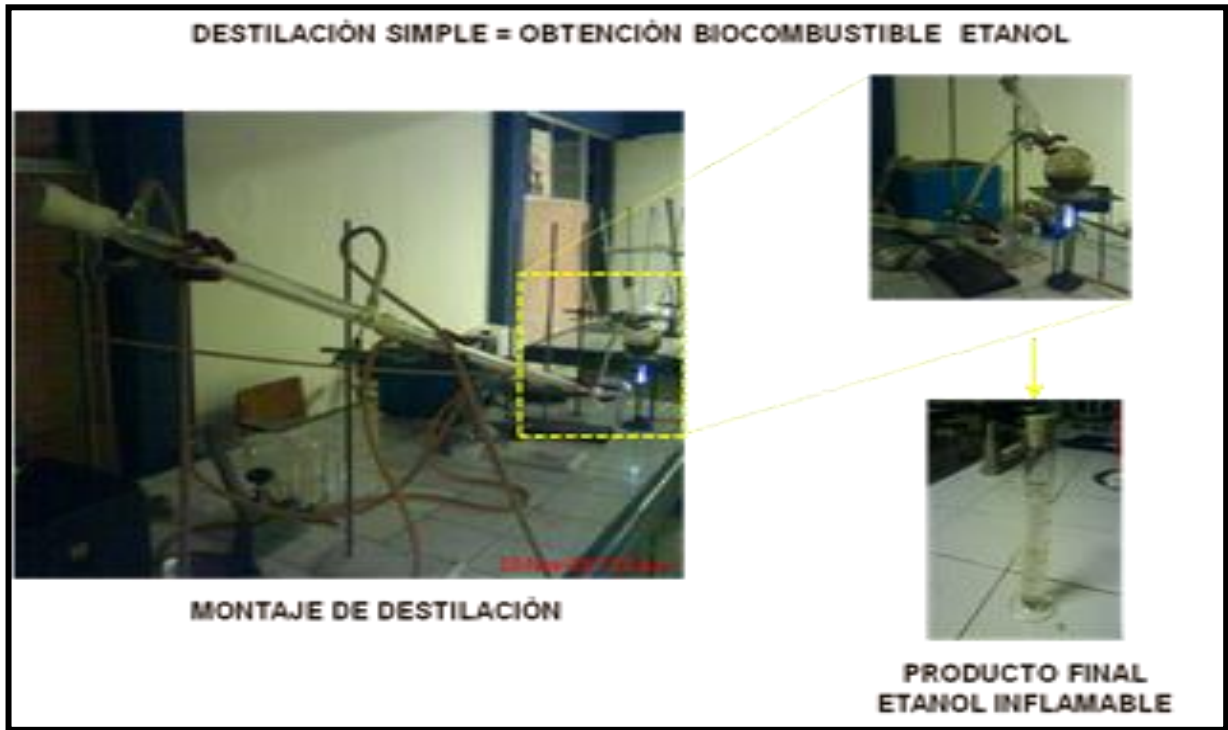 DESTILACIÓN SIMPLE = OBTENCIÓN BIOCOMBUSTIBLE ETANOL
MONTAJE DE DESTILACIÓN
PRODUCTO FINAL
ETANOL INFLAMABLE